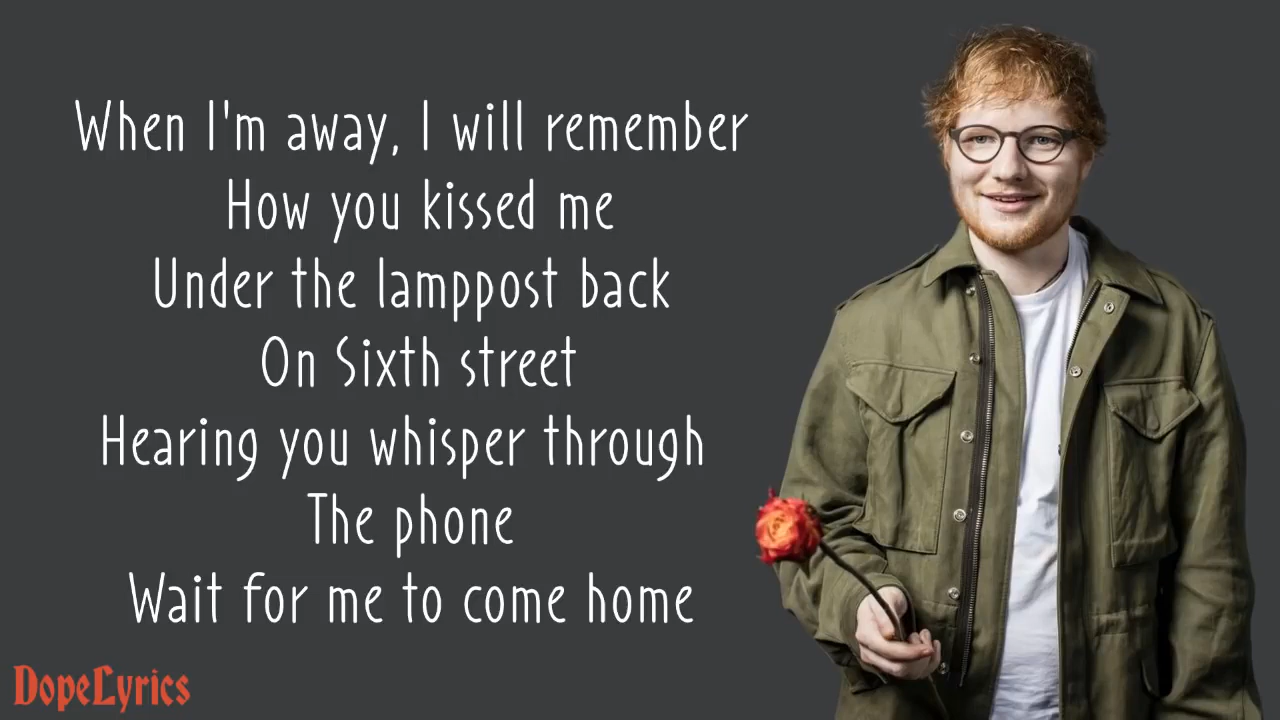 When I'm away, I will remember
How you kissed me
Under the lamppost back
On Sixth street
Hearing you whisper through
The phone
Wait for me to come home
DopeLyrics